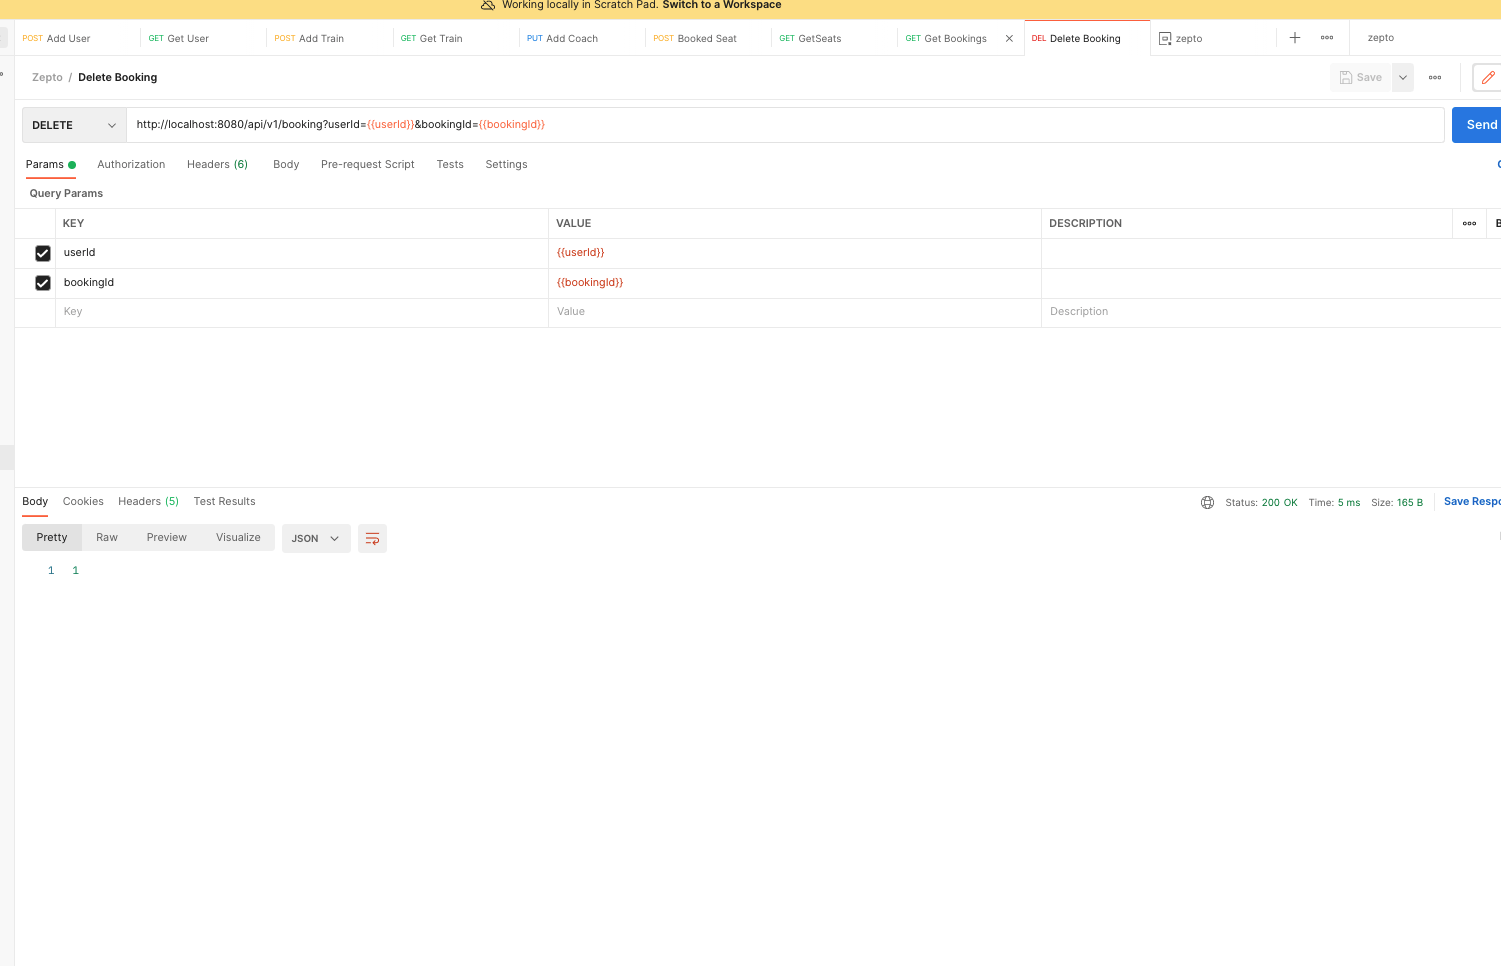 Working locally in Scratch Pad. Switch to a Workspace
POST Add User GET Get User POST Add Train GET Get Train PUT Add Coach POST Booked Seat GET GetSeats GET Get Bookings DEL Delete Booking zepto zepto
Zepto / Delete Booking Save
DELETE http://localhost:8080/api/v1/booking?userId={{userId}}&bookingId={{bookingId}} Send
Params Authorization Headers (6) Body Pre-request Script Tests Settings
Query Params
KEY VALUE DESCRIPTION
userId {{userId}}
bookingId {{bookingId}}
Key Value Description
Body Cookies Headers (5) Test Results Status: 200 OK Time: 5 ms Size: 165 B Save Respo
Pretty Raw Preview Visualize JSON
1 1